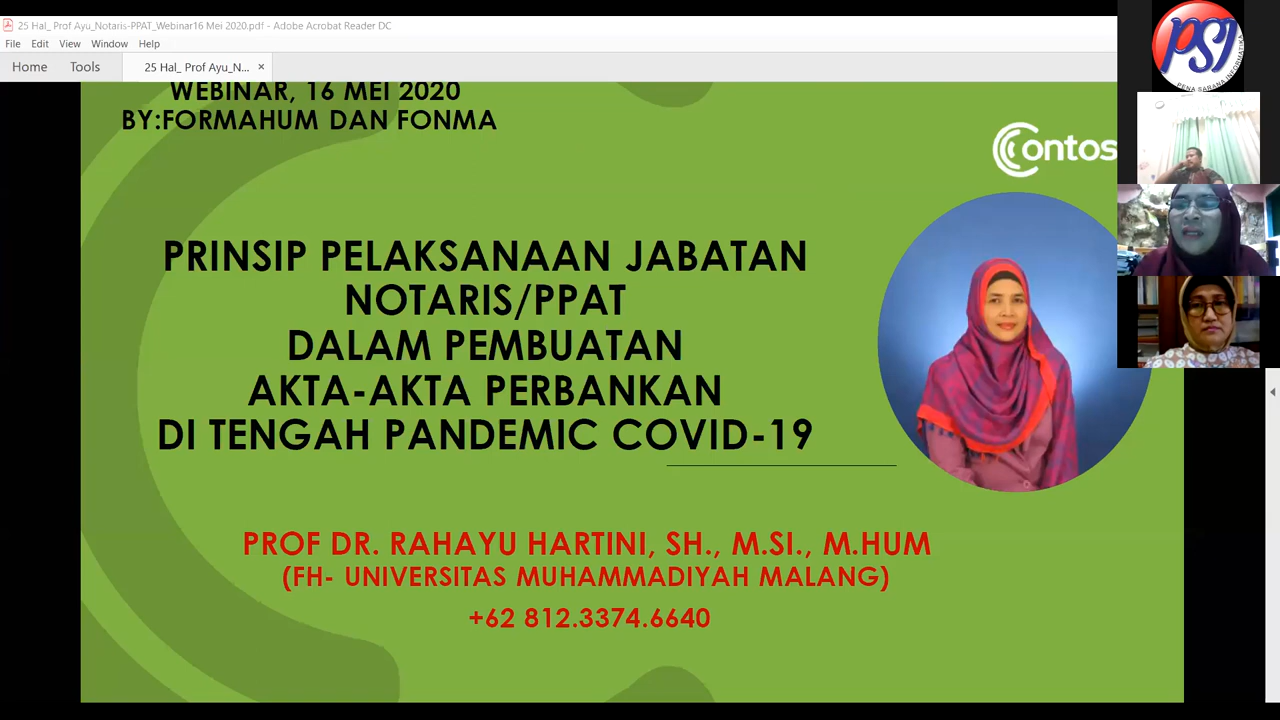 25 Hal_ Prof Ayu_Notaris-PPAT_Webinar16 Mei 2020.pdf - Adobe Acrobat Reader DC
File Edit View Window Help
Home Tools 25 Hal_ Prof Ayu_N... ×
WEBINAR, 16 MEI 2020
BY:FORMAHUM DAN FONMA
Contos
PRINSIP PELAKSANAAN JABATAN
NOTARIS/PPAT
DALAM PEMBUATAN
AKTA-AKTA PERBANKAN
DI TENGAH PANDEMIC COVID-19
PROF DR. RAHAYU HARTINI, SH., M.SI., M.HUM
(FH- UNIVERSITAS MUHAMMADIYAH MALANG)
+62 812.3374.6640
PSI
PENA SARANA INFORMATIKA